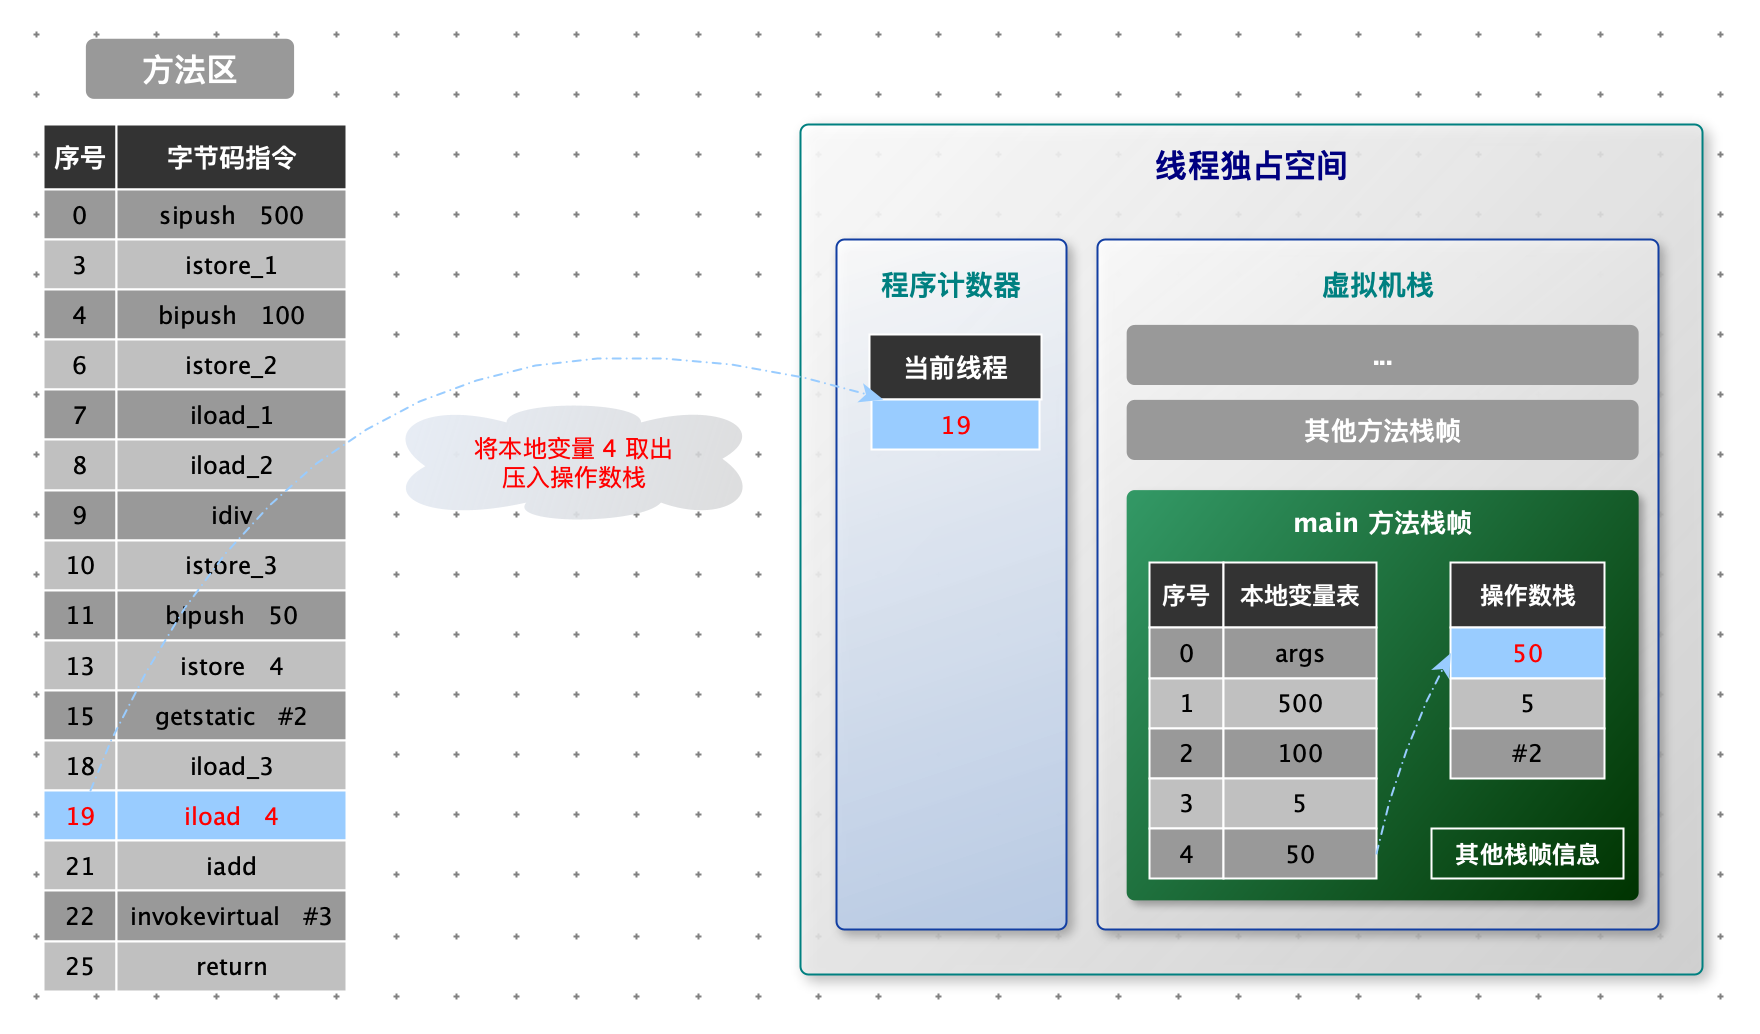 方法区
序号 字节码指令
0 sipush 500
3 istore_1
4 bipush 100
6 istore_2
7 iload_1
8 iload_2
9 idiv
10 istore_3
11 bipush 50
13 istore 4
15 getstatic #2
18 iload_3
19 iload 4
21 iadd
22 invokevirtual #3
25 return
将本地变量 4 取出
压入操作数栈
线程独占空间
程序计数器
当前线程
19
虚拟机栈
...
其他方法栈帧
main 方法栈帧
序号 本地变量表
0 args
1 500
2 100
3 5
4 50
操作数栈
50
5
#2
其他栈帧信息